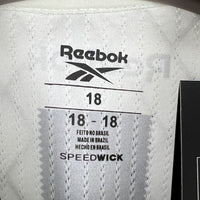 Reebok
18
18 - 18
FEITO NO BRASIL
MADE IN BRAZIL
HECHO EN BRASIL
SPEEDWICK